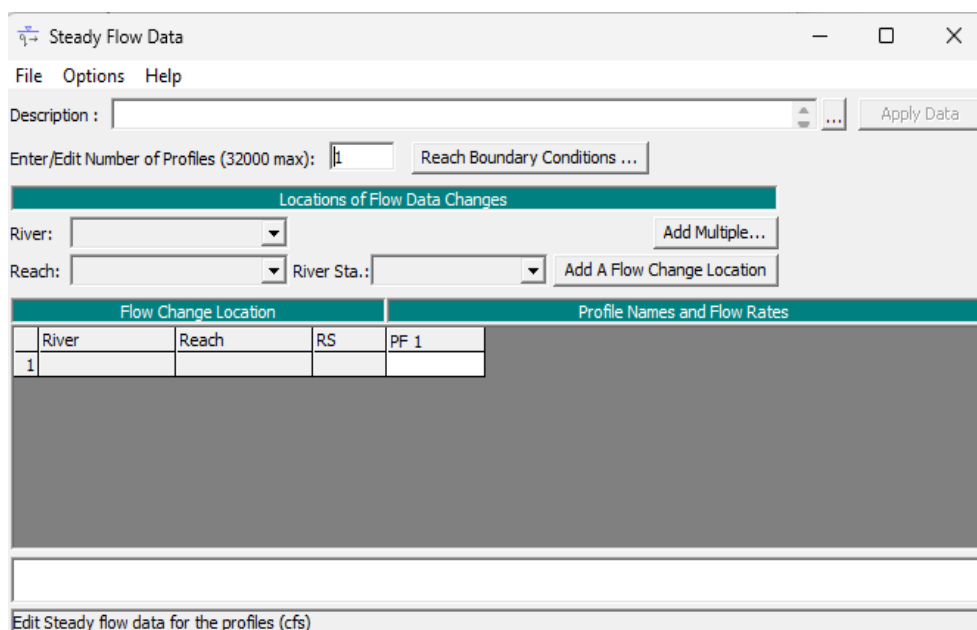 Steady Flow Data
File Options Help
Description : ... Apply Data
Enter/Edit Number of Profiles (32000 max): 1 Reach Boundary Conditions ...
Locations of Flow Data Changes
River: Add Multiple...
Reach: River Sta.: Add A Flow Change Location
Flow Change Location Profile Names and Flow Rates
River Reach RS PF 1
1
Edit Steady flow data for the profiles (cfs)